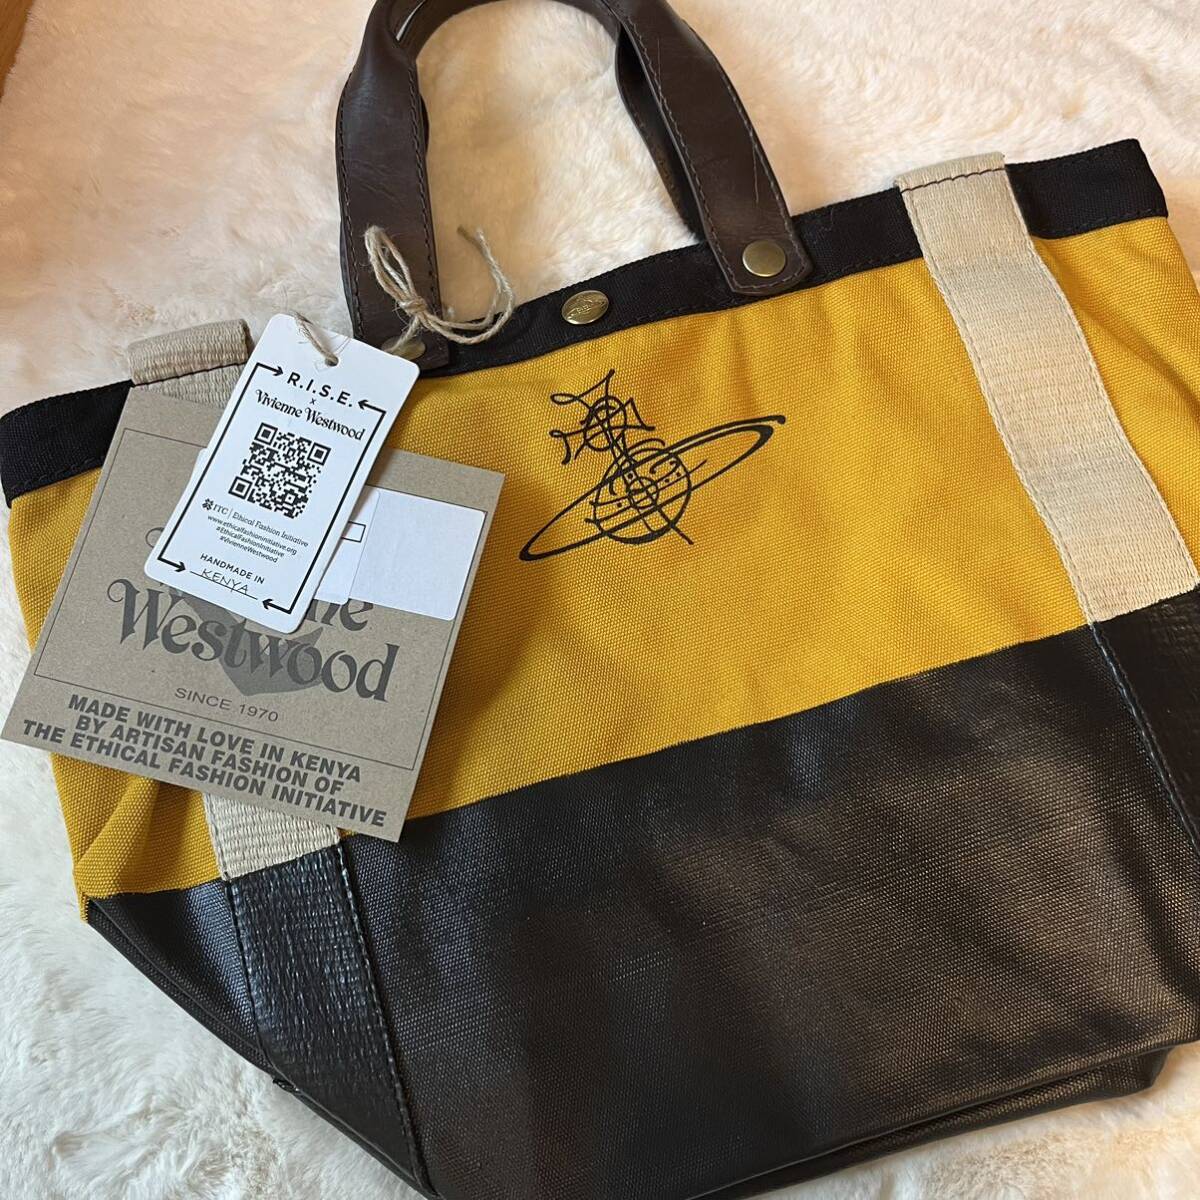 R.I.S.E.
x
Vivienne Westwood
ITC | Ethical Fashion Initiative
www.ethicalfashioninitiative.org
#EthicalFashionInitiative
#VivienneWestwood
HANDMADE IN
KENYA
ne
Westwood
SINCE 1970
MADE WITH LOVE IN KENYA
BY ARTISAN FASHION OF
THE ETHICAL FASHION INITIATIVE